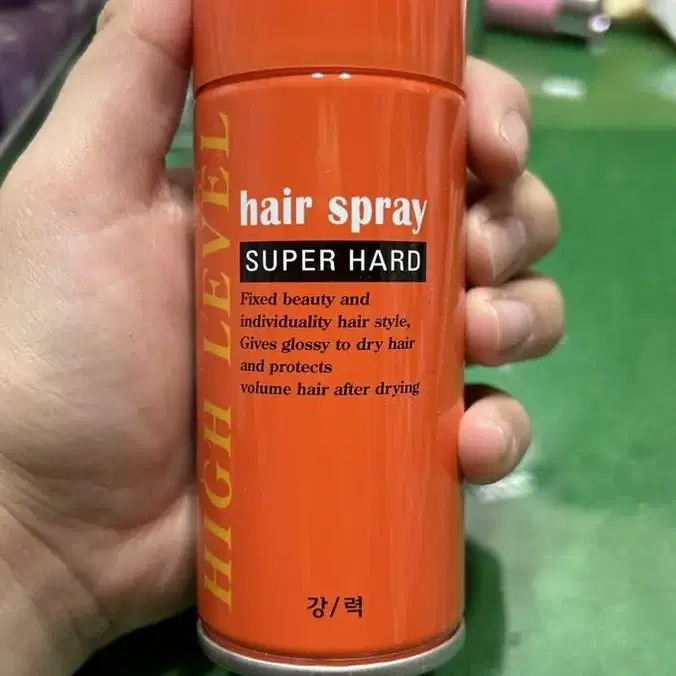 HIGH LEVEL
hair spray
SUPER HARD
Fixed beauty and
individuality hair style,
Gives glossy to dry hair
and protects
volume hair after drying
강/력